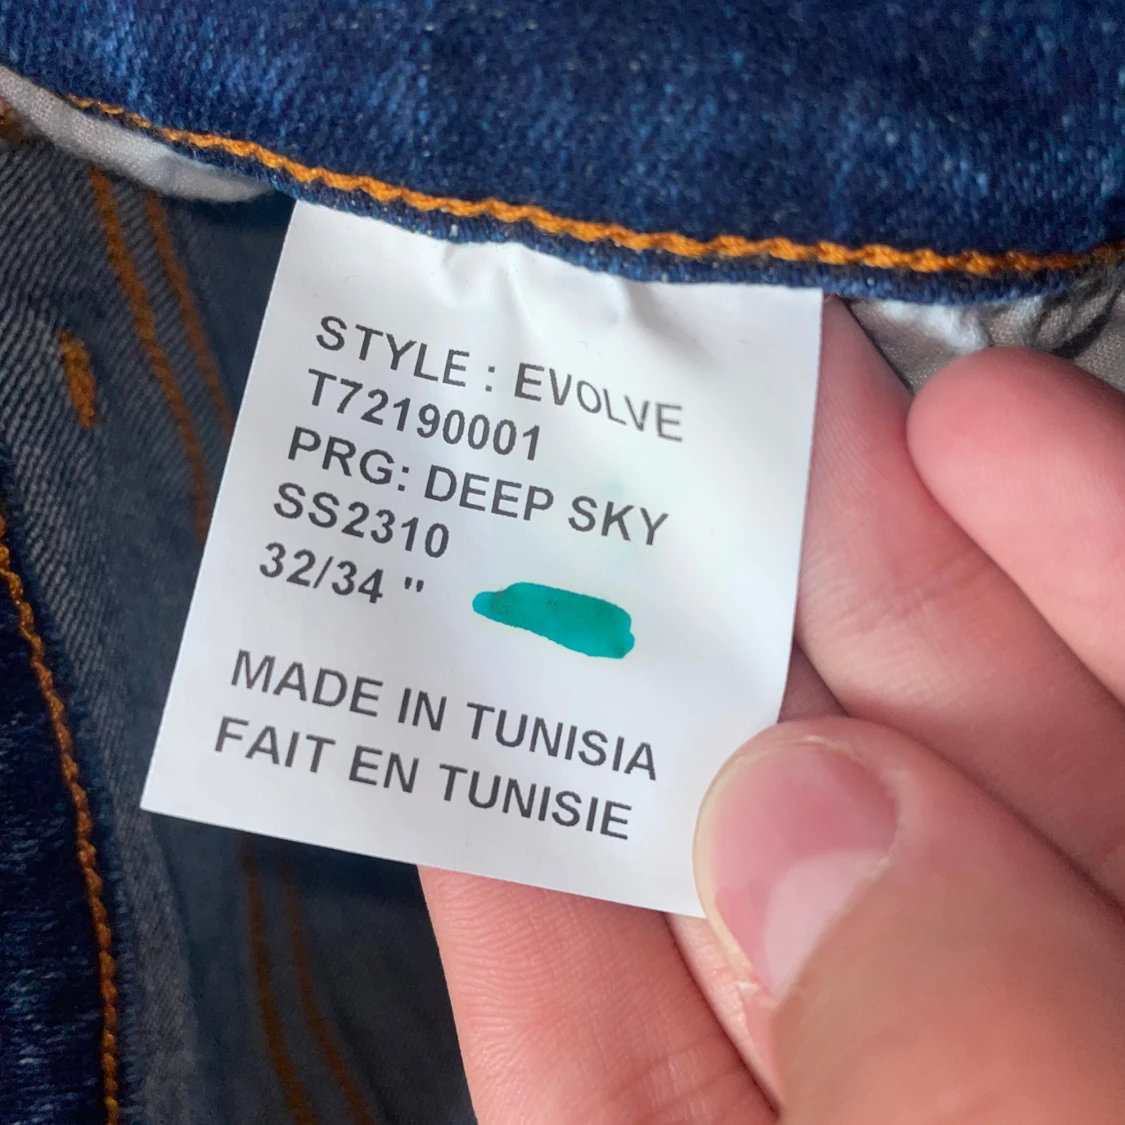 STYLE : EVOLVE
T72190001
PRG: DEEP SKY
SS2310
32/34 "
MADE IN TUNISIA
FAIT EN TUNISIE